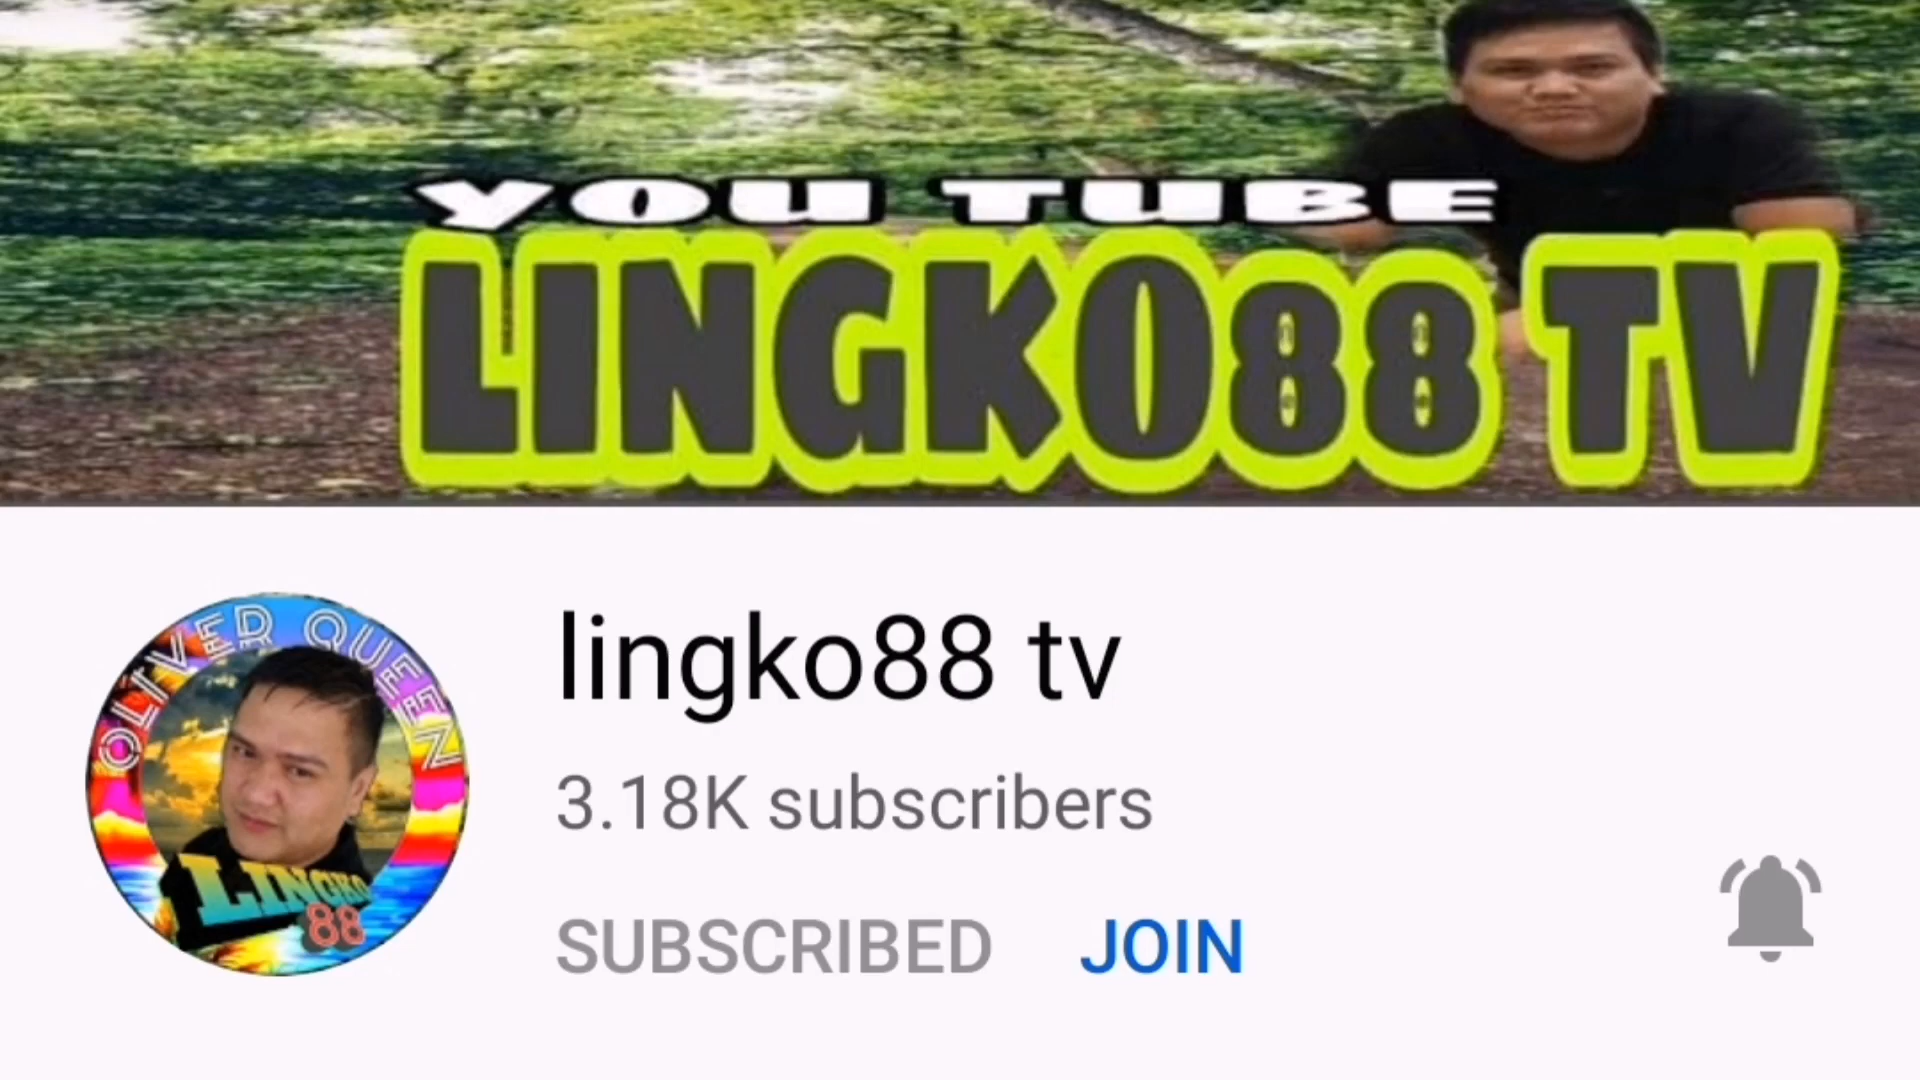 YOU TUBE
LINGKO88 TV
OLIVER QUEEN
LINGKO
88
lingko88 tv
3.18K subscribers
SUBSCRIBED JOIN